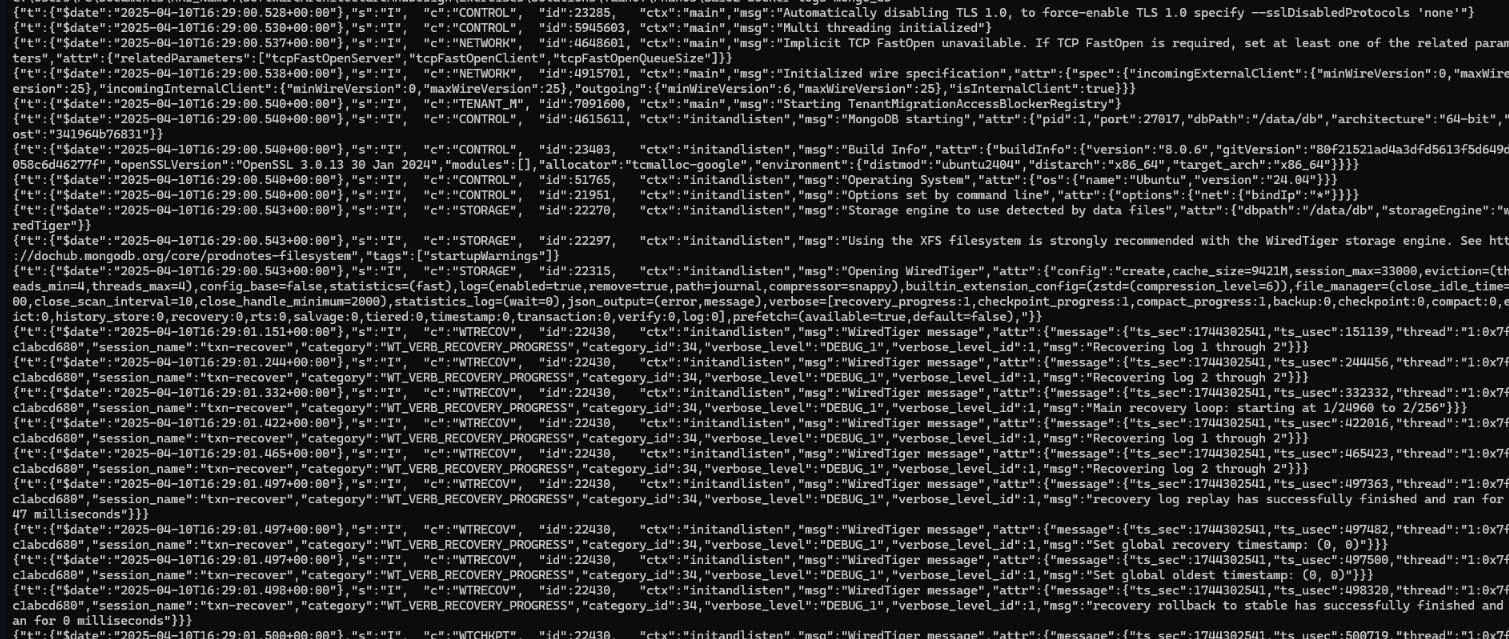 {"t":{"$date":"2025-04-10T16:29:00.528+00:00"},"s":"I",  "c":"CONTROL",  "id":23285,   "ctx":"main","msg":"Automatically disabling TLS 1.0, to force-enable TLS 1.0 specify --sslDisabledProtocols 'none'"}
{"t":{"$date":"2025-04-10T16:29:00.530+00:00"},"s":"I",  "c":"CONTROL",  "id":5945603, "ctx":"main","msg":"Multi threading initialized"}
{"t":{"$date":"2025-04-10T16:29:00.537+00:00"},"s":"I",  "c":"NETWORK",  "id":4648601, "ctx":"main","msg":"Implicit TCP FastOpen unavailable. If TCP FastOpen is required, set at least one of the related param
ters","attr":{"relatedParameters":["tcpFastOpenServer","tcpFastOpenClient","tcpFastOpenQueueSize"]}}
{"t":{"$date":"2025-04-10T16:29:00.538+00:00"},"s":"I",  "c":"NETWORK",  "id":4915701, "ctx":"main","msg":"Initialized wire specification","attr":{"spec":{"incomingExternalClient":{"minWireVersion":0,"maxWire
ersion":25},"incomingInternalClient":{"minWireVersion":0,"maxWireVersion":25},"outgoing":{"minWireVersion":6,"maxWireVersion":25},"isInternalClient":true}}}
{"t":{"$date":"2025-04-10T16:29:00.540+00:00"},"s":"I",  "c":"TENANT_M", "id":7091600, "ctx":"main","msg":"Starting TenantMigrationAccessBlockerRegistry"}
{"t":{"$date":"2025-04-10T16:29:00.540+00:00"},"s":"I",  "c":"CONTROL",  "id":4615611, "ctx":"initandlisten","msg":"MongoDB starting","attr":{"pid":1,"port":27017,"dbPath":"/data/db","architecture":"64-bit","
ost":"341964b76831"}}
{"t":{"$date":"2025-04-10T16:29:00.540+00:00"},"s":"I",  "c":"CONTROL",  "id":23403,   "ctx":"initandlisten","msg":"Build Info","attr":{"buildInfo":{"version":"8.0.6","gitVersion":"80f21521ad4a3dfd5613f5d649d
058c6d46277f","openSSLVersion":"OpenSSL 3.0.13 30 Jan 2024","modules":[],"allocator":"tcmalloc-google","environment":{"distmod":"ubuntu2404","distarch":"x86_64","target_arch":"x86_64"}}}}
{"t":{"$date":"2025-04-10T16:29:00.540+00:00"},"s":"I",  "c":"CONTROL",  "id":51765,   "ctx":"initandlisten","msg":"Operating System","attr":{"os":{"name":"Ubuntu","version":"24.04"}}}
{"t":{"$date":"2025-04-10T16:29:00.540+00:00"},"s":"I",  "c":"CONTROL",  "id":21951,   "ctx":"initandlisten","msg":"Options set by command line","attr":{"options":{"net":{"bindIp":"*"}}}}
{"t":{"$date":"2025-04-10T16:29:00.543+00:00"},"s":"I",  "c":"STORAGE",  "id":22270,   "ctx":"initandlisten","msg":"Storage engine to use detected by data files","attr":{"dbpath":"/data/db","storageEngine":"w
redTiger"}}
{"t":{"$date":"2025-04-10T16:29:00.543+00:00"},"s":"I",  "c":"STORAGE",  "id":22297,   "ctx":"initandlisten","msg":"Using the XFS filesystem is strongly recommended with the WiredTiger storage engine. See htt
://dochub.mongodb.org/core/prodnotes-filesystem","tags":["startupWarnings"]}
{"t":{"$date":"2025-04-10T16:29:00.543+00:00"},"s":"I",  "c":"STORAGE",  "id":22315,   "ctx":"initandlisten","msg":"Opening WiredTiger","attr":{"config":"create,cache_size=9421M,session_max=33000,eviction=(th
eads_min=4,threads_max=4),config_base=false,statistics=(fast),log=(enabled=true,remove=true,path=journal,compressor=snappy),builtin_extension_config=(zstd=(compression_level=6)),file_manager=(close_idle_time=
00,close_scan_interval=10,close_handle_minimum=2000),statistics_log=(wait=0),json_output=(error,message),verbose=[recovery_progress:1,checkpoint_progress:1,compact_progress:1,backup:0,checkpoint:0,compact:0,
ict:0,history_store:0,recovery:0,rts:0,salvage:0,tiered:0,timestamp:0,transaction:0,verify:0,log:0],prefetch=(available=true,default=false),"}}
{"t":{"$date":"2025-04-10T16:29:01.151+00:00"},"s":"I",  "c":"WTRECOV",  "id":22430,   "ctx":"initandlisten","msg":"WiredTiger message","attr":{"message":{"ts_sec":1744302541,"ts_usec":151139,"thread":"1:0x7f
c1abcd680","session_name":"txn-recover","category":"WT_VERB_RECOVERY_PROGRESS","category_id":34,"verbose_level":"DEBUG_1","verbose_level_id":1,"msg":"Recovering log 1 through 2"}}}
{"t":{"$date":"2025-04-10T16:29:01.244+00:00"},"s":"I",  "c":"WTRECOV",  "id":22430,   "ctx":"initandlisten","msg":"WiredTiger message","attr":{"message":{"ts_sec":1744302541,"ts_usec":244456,"thread":"1:0x7f
c1abcd680","session_name":"txn-recover","category":"WT_VERB_RECOVERY_PROGRESS","category_id":34,"verbose_level":"DEBUG_1","verbose_level_id":1,"msg":"Recovering log 2 through 2"}}}
{"t":{"$date":"2025-04-10T16:29:01.332+00:00"},"s":"I",  "c":"WTRECOV",  "id":22430,   "ctx":"initandlisten","msg":"WiredTiger message","attr":{"message":{"ts_sec":1744302541,"ts_usec":332332,"thread":"1:0x7f
c1abcd680","session_name":"txn-recover","category":"WT_VERB_RECOVERY_PROGRESS","category_id":34,"verbose_level":"DEBUG_1","verbose_level_id":1,"msg":"Main recovery loop: starting at 1/24960 to 2/256"}}}
{"t":{"$date":"2025-04-10T16:29:01.422+00:00"},"s":"I",  "c":"WTRECOV",  "id":22430,   "ctx":"initandlisten","msg":"WiredTiger message","attr":{"message":{"ts_sec":1744302541,"ts_usec":422016,"thread":"1:0x7f
c1abcd680","session_name":"txn-recover","category":"WT_VERB_RECOVERY_PROGRESS","category_id":34,"verbose_level":"DEBUG_1","verbose_level_id":1,"msg":"Recovering log 1 through 2"}}}
{"t":{"$date":"2025-04-10T16:29:01.465+00:00"},"s":"I",  "c":"WTRECOV",  "id":22430,   "ctx":"initandlisten","msg":"WiredTiger message","attr":{"message":{"ts_sec":1744302541,"ts_usec":465423,"thread":"1:0x7f
c1abcd680","session_name":"txn-recover","category":"WT_VERB_RECOVERY_PROGRESS","category_id":34,"verbose_level":"DEBUG_1","verbose_level_id":1,"msg":"Recovering log 2 through 2"}}}
{"t":{"$date":"2025-04-10T16:29:01.497+00:00"},"s":"I",  "c":"WTRECOV",  "id":22430,   "ctx":"initandlisten","msg":"WiredTiger message","attr":{"message":{"ts_sec":1744302541,"ts_usec":497363,"thread":"1:0x7f
c1abcd680","session_name":"txn-recover","category":"WT_VERB_RECOVERY_PROGRESS","category_id":34,"verbose_level":"DEBUG_1","verbose_level_id":1,"msg":"recovery log replay has successfully finished and ran for
47 milliseconds"}}}
{"t":{"$date":"2025-04-10T16:29:01.497+00:00"},"s":"I",  "c":"WTRECOV",  "id":22430,   "ctx":"initandlisten","msg":"WiredTiger message","attr":{"message":{"ts_sec":1744302541,"ts_usec":497482,"thread":"1:0x7f
c1abcd680","session_name":"txn-recover","category":"WT_VERB_RECOVERY_PROGRESS","category_id":34,"verbose_level":"DEBUG_1","verbose_level_id":1,"msg":"Set global recovery timestamp: (0, 0)"}}}
{"t":{"$date":"2025-04-10T16:29:01.497+00:00"},"s":"I",  "c":"WTRECOV",  "id":22430,   "ctx":"initandlisten","msg":"WiredTiger message","attr":{"message":{"ts_sec":1744302541,"ts_usec":497500,"thread":"1:0x7f
c1abcd680","session_name":"txn-recover","category":"WT_VERB_RECOVERY_PROGRESS","category_id":34,"verbose_level":"DEBUG_1","verbose_level_id":1,"msg":"Set global oldest timestamp: (0, 0)"}}}
{"t":{"$date":"2025-04-10T16:29:01.498+00:00"},"s":"I",  "c":"WTRECOV",  "id":22430,   "ctx":"initandlisten","msg":"WiredTiger message","attr":{"message":{"ts_sec":1744302541,"ts_usec":498320,"thread":"1:0x7f
c1abcd680","session_name":"txn-recover","category":"WT_VERB_RECOVERY_PROGRESS","category_id":34,"verbose_level":"DEBUG_1","verbose_level_id":1,"msg":"recovery rollback to stable has successfully finished and
an for 0 milliseconds"}}}
{"t":{"$date":"2025-04-10T16:29:01.500+00:00"},"s":"I",  "c":"WTCHKPT",  "id":22430,   "ctx":"initandlisten","msg":"WiredTiger message","attr":{"message":{"ts_sec":1744302541,"ts_usec":500719,"thread":"1:0x7f